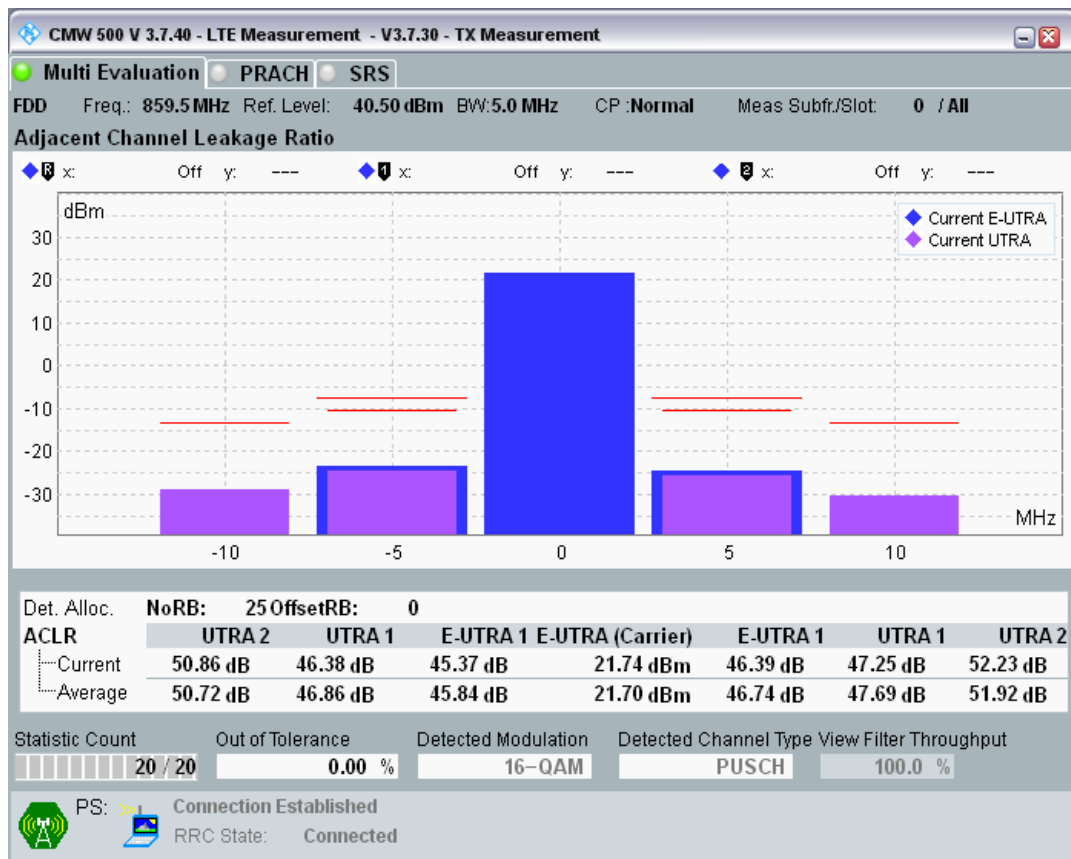 CMW 500 V 3.7.40 - LTE Measurement - V3.7.30 - TX Measurement
Multi Evaluation PRACH SRS
FDD Freq.: 859.5 MHz Ref. Level: 40.50 dBm BW:5.0 MHz CP :Normal Meas Subfr./Slot: 0 / All
Adjacent Channel Leakage Ratio
R x: Off y: --- 1 x: Off y: --- 2 x: Off y: ---
dBm
Current E-UTRA
Current UTRA
30
20
10
0
-10
-20
-30
MHz
-10 -5 0 5 10
Det. Alloc. NoRB: 25 OffsetRB: 0
ACLR UTRA 2 UTRA 1 E-UTRA 1 E-UTRA (Carrier) E-UTRA 1 UTRA 1 UTRA 2
Current 50.86 dB 46.38 dB 45.37 dB 21.74 dBm 46.39 dB 47.25 dB 52.23 dB
Average 50.72 dB 46.86 dB 45.84 dB 21.70 dBm 46.74 dB 47.69 dB 51.92 dB
Statistic Count Out of Tolerance Detected Modulation Detected Channel Type View Filter Throughput
20 / 20 0.00 % 16-QAM PUSCH 100.0 %
PS: Connection Established
RRC State: Connected